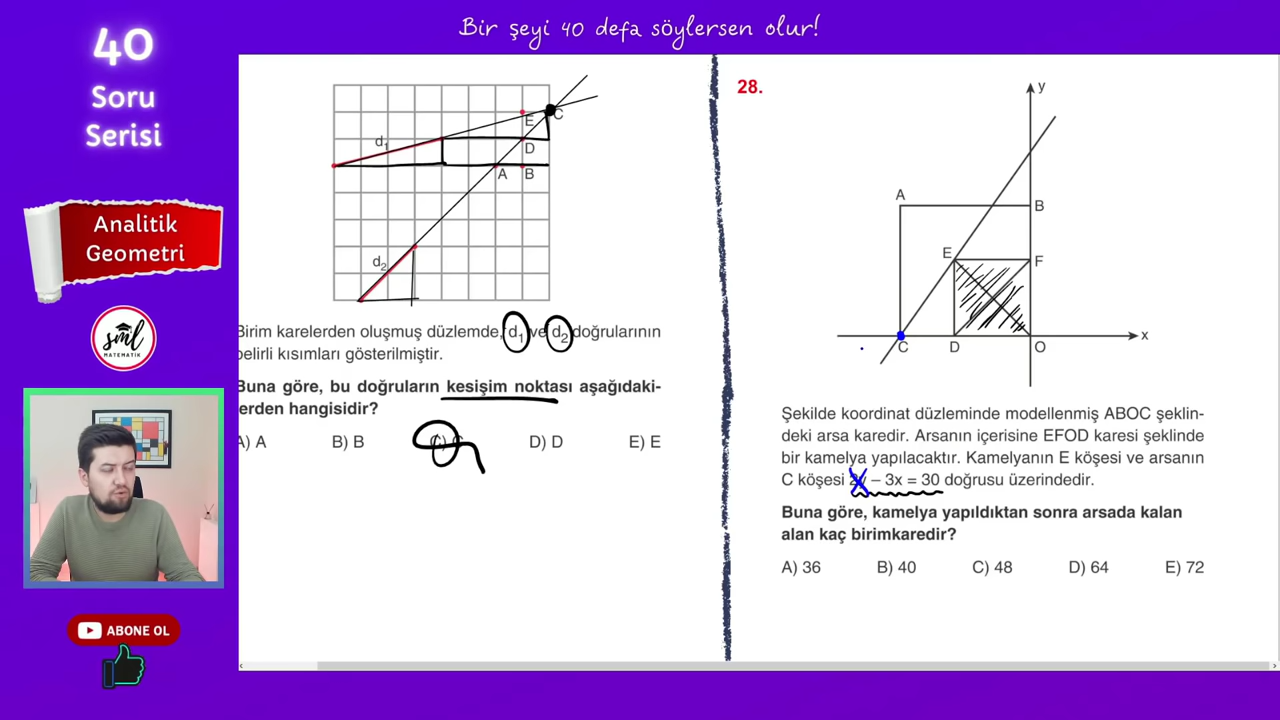 Bir şeyi 40 defa söylersen olur!
40
Soru
Serisi
Analitik
Geometri
sml
MATEMATİK
ABONE OL
d1
d2
E
C
D
A
B
Birim karelerden oluşmuş düzlemde, d1 ve d2 doğrularının
belirli kısımları gösterilmiştir.
Buna göre, bu doğruların kesişim noktası aşağıdaki-
lerden hangisidir?
A) A
B) B
C) C
D) D
E) E
28.
y
A
B
E
F
C
D
O
x
Şekilde koordinat düzleminde modellenmiş ABOC şeklin-
deki arsa karedir. Arsanın içerisine EFOD karesi şeklinde
bir kamelya yapılacaktır. Kamelyanın E köşesi ve arsanın
C köşesi 2y – 3x = 30 doğrusu üzerindedir.
Buna göre, kamelya yapıldıktan sonra arsada kalan
alan kaç birimkaredir?
A) 36
B) 40
C) 48
D) 64
E) 72